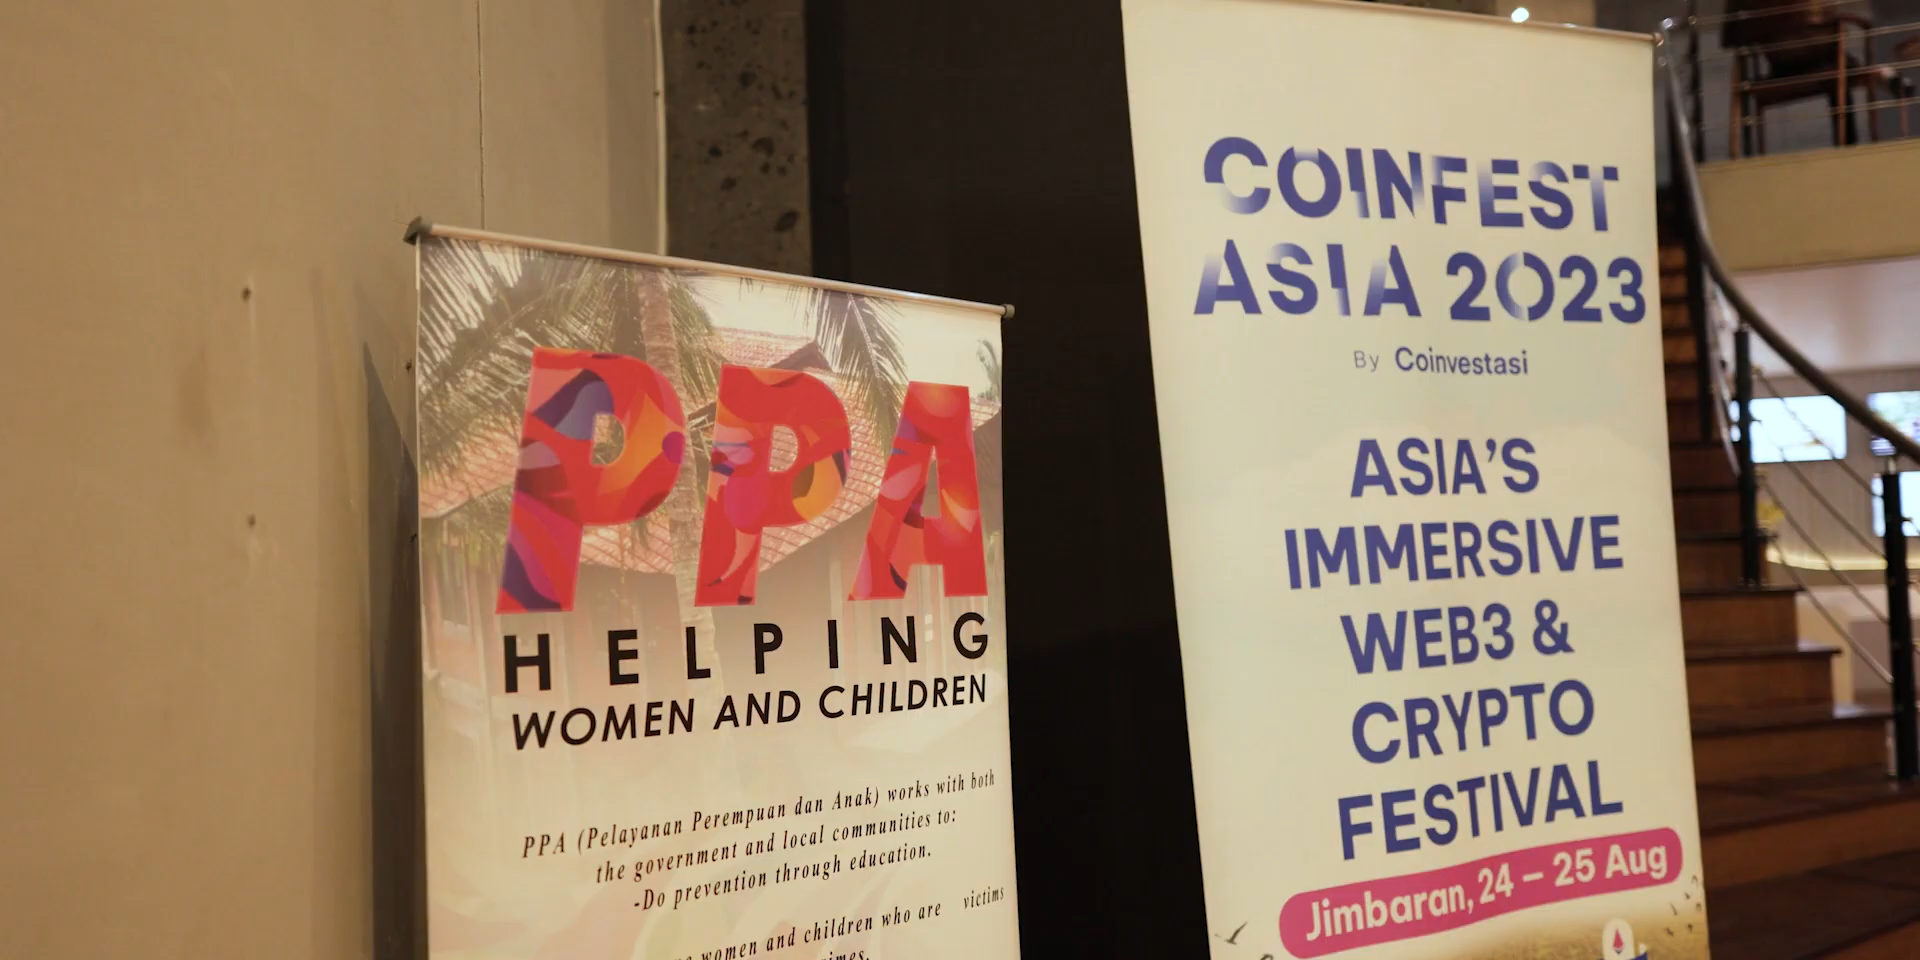 PPA
HELPING
WOMEN AND CHILDREN
PPA (Pelayanan Perempuan dan Anak) works with both
the government and local communities to:
-Do prevention through education.
women and children who are victims
COINFEST
ASIA 2023
By Coinvestasi
ASIA'S
IMMERSIVE
WEB3 &
CRYPTO
FESTIVAL
Jimbaran, 24 – 25 Aug